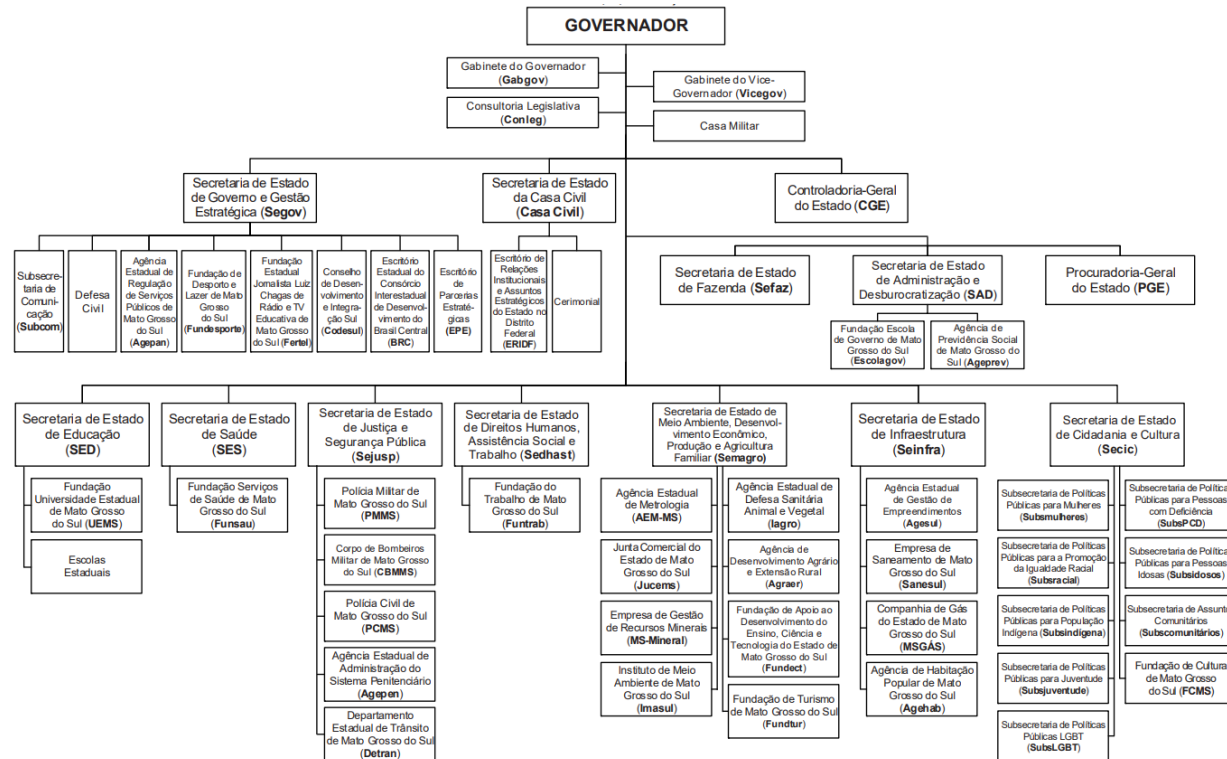 GOVERNADOR
Gabinete do Governador
(Gabgov)
Gabinete do Vice-
Governador (Vicegov)
Consultoria Legislativa
(Conleg)
Casa Militar
Secretaria de Estado
de Governo e Gestão
Estratégica (Segov)
Secretaria de Estado
da Casa Civil
(Casa Civil)
Controladoria-Geral
do Estado (CGE)
Subsecre-
taria de
Comuni-
cação
(Subcom)
Defesa
Civil
Agência
Estadual de
Regulação
de Serviços
Públicos de
Mato Grosso
do Sul
(Agepan)
Fundação de
Desporto e
Lazer de Mato
Grosso
do Sul
(Fundesporte)
Fundação
Estadual
Jornalista Luiz
Chagas de
Rádio e TV
Educativa de
Mato Grosso
do Sul (Fertel)
Conselho
de Desen-
volvimento
e Integra-
ção Sul
(Codesul)
Escritório
Estadual do
Consórcio
Interestadual
de Desenvol-
vimento do
Brasil Central
(BRC)
Escritório
de
Parcerias
Estraté-
gicas
(EPE)
Escritório de
Relações
Institucionais
e Assuntos
Estratégicos
do Estado no
Distrito
Federal
(ERIDF)
Cerimonial
Secretaria de Estado
de Fazenda (Sefaz)
Secretaria de Estado
de Administração e
Desburocratização (SAD)
Procuradoria-Geral
do Estado (PGE)
Fundação Escola
de Governo de Mato
Grosso do Sul
(Escolagov)
Agência de
Previdência Social
de Mato Grosso do
Sul (Ageprev)
Secretaria de Estado
de Educação
(SED)
Secretaria de Estado
de Saúde
(SES)
Secretaria de Estado
de Justiça e
Segurança Pública
(Sejusp)
Secretaria de Estado
de Direitos Humanos,
Assistência Social e
Trabalho (Sedhast)
Secretaria de Estado de
Meio Ambiente, Desenvol-
vimento Econômico,
Produção e Agricultura
Familiar (Semagro)
Secretaria de Estado
de Infraestrutura
(Seinfra)
Secretaria de Estado
de Cidadania e Cultura
(Secic)
Fundação
Universidade Estadual
de Mato Grosso
do Sul (UEMS)
Escolas
Estaduais
Fundação Serviços
de Saúde de Mato
Grosso do Sul
(Funsau)
Polícia Militar de
Mato Grosso do Sul
(PMMS)
Corpo de Bombeiros
Militar de Mato Grosso
do Sul (CBMMS)
Polícia Civil de
Mato Grosso do Sul
(PCMS)
Agência Estadual de
Administração do
Sistema Penitenciário
(Agepen)
Departamento
Estadual de Trânsito
de Mato Grosso do Sul
(Detran)
Fundação do
Trabalho de Mato
Grosso do Sul
(Funtrab)
Agência Estadual
de Metrologia
(AEM-MS)
Junta Comercial do
Estado de Mato
Grosso do Sul
(Jucems)
Empresa de Gestão
de Recursos Minerais
(MS-Mineral)
Instituto de Meio
Ambiente de Mato
Grosso do Sul
(Imasul)
Agência Estadual de
Defesa Sanitária
Animal e Vegetal
(Iagro)
Agência de
Desenvolvimento Agrário
e Extensão Rural
(Agraer)
Fundação de Apoio ao
Desenvolvimento do
Ensino, Ciência e
Tecnologia do Estado de
Mato Grosso do Sul
(Fundect)
Fundação de Turismo
de Mato Grosso do Sul
(Fundtur)
Agência Estadual
de Gestão de
Empreendimentos
(Agesul)
Empresa de
Saneamento de Mato
Grosso do Sul
(Sanesul)
Companhia de Gás
do Estado de Mato
Grosso do Sul
(MSGÁS)
Agência de Habitação
Popular de Mato
Grosso do Sul
(Agehab)
Subsecretaria de Políticas
Públicas para Mulheres
(Subsmulheres)
Subsecretaria de Políticas
Públicas para a Promoção
da Igualdade Racial
(Subsracial)
Subsecretaria de Políticas
Públicas para População
Indígena (Subsindígena)
Subsecretaria de Políticas
Públicas para Juventude
(Subsjuventude)
Subsecretaria de Políticas
Públicas LGBT
(SubsLGBT)
Subsecretaria de Políticas
Públicas para Pessoas
com Deficiência
(SubsPCD)
Subsecretaria de Políticas
Públicas para Pessoas
Idosas (Subsidosos)
Subsecretaria de Assuntos
Comunitários
(Subscomunitários)
Fundação de Cultura
de Mato Grosso
do Sul (FCMS)